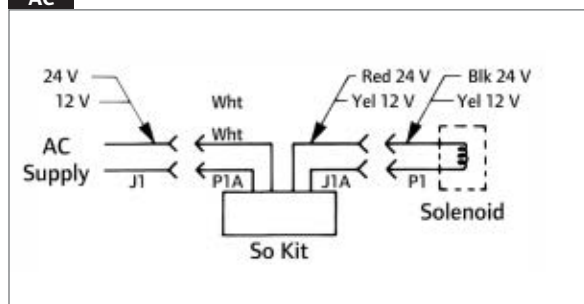 AC
24 V
12 V
Wht
Wht
Red 24 V
Yel 12 V
Blk 24 V
Yel 12 V
AC
Supply
J1
P1A
J1A
P1
Solenoid
So Kit